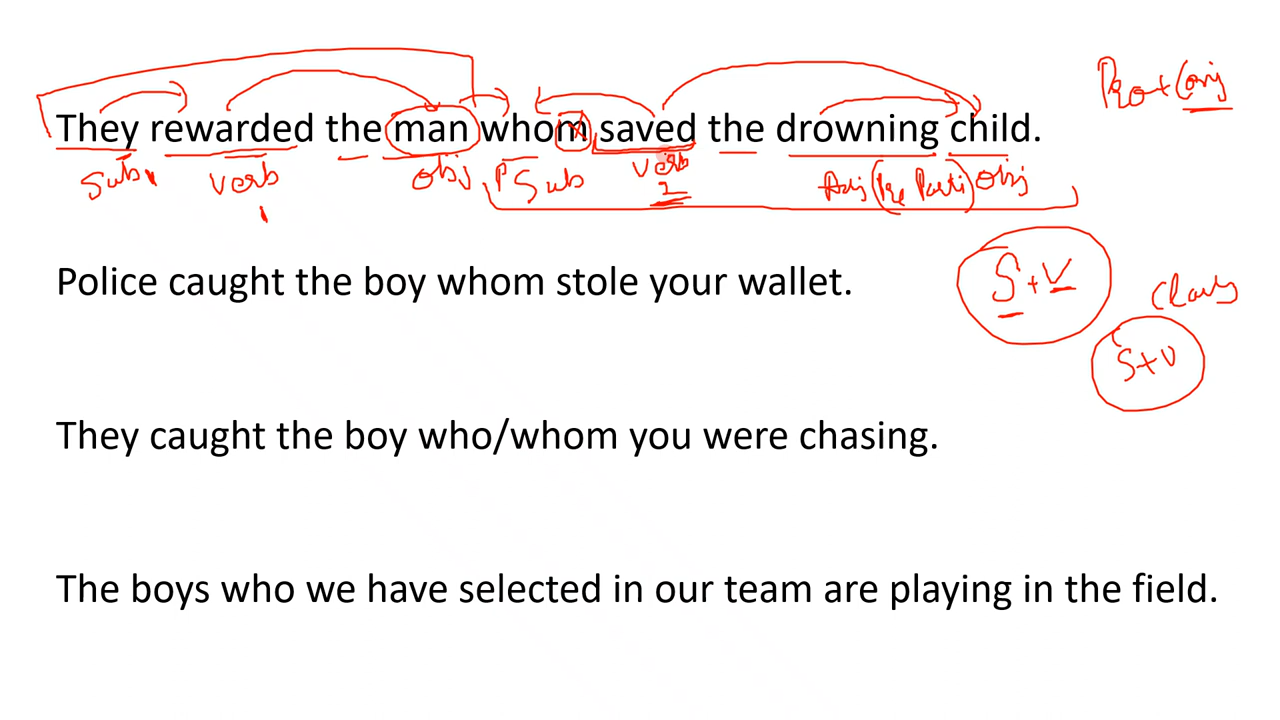 Pro + Conj
They rewarded the man whom saved the drowning child.
Sub verb obj P Sub verb Adj (Pre Parti) Obj
1 2
Police caught the boy whom stole your wallet.
S + V
S + V
They caught the boy who/whom you were chasing.
The boys who we have selected in our team are playing in the field.